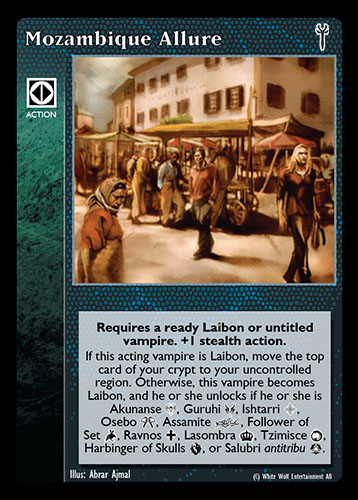 Mozambique Allure
ACTION
Requires a ready Laibon or untitled
vampire. +1 stealth action.
If this acting vampire is Laibon, move the top
card of your crypt to your uncontrolled
region. Otherwise, this vampire becomes
Laibon, and he or she unlocks if he or she is
Akunanse , Guruhi , Ishtarri ,
Osebo , Assamite , Follower of
Set , Ravnos , Lasombra , Tzimisce ,
Harbinger of Skulls , or Salubri antitribu .
Illus: Abrar Ajmal
(C) White Wolf Entertainment AB